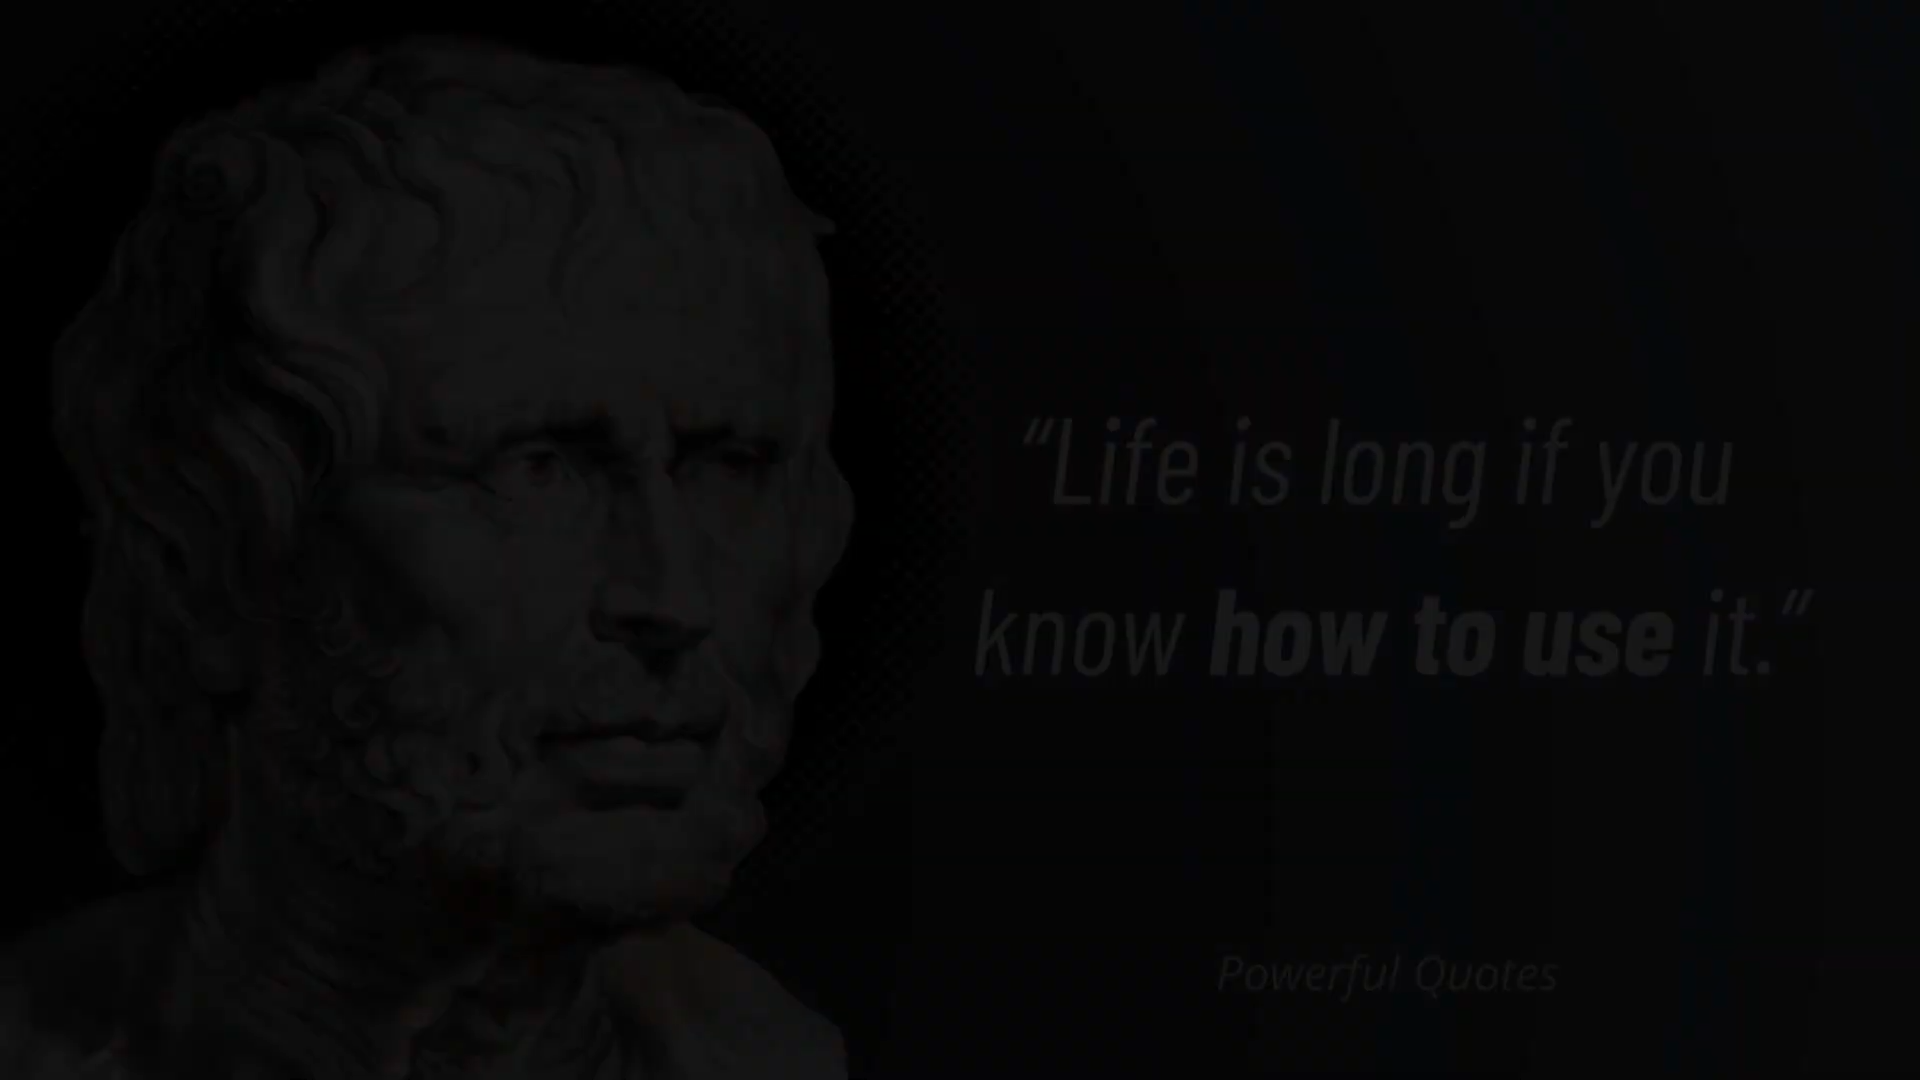 “Life is long if you
know how to use it.”
Powerful Quotes